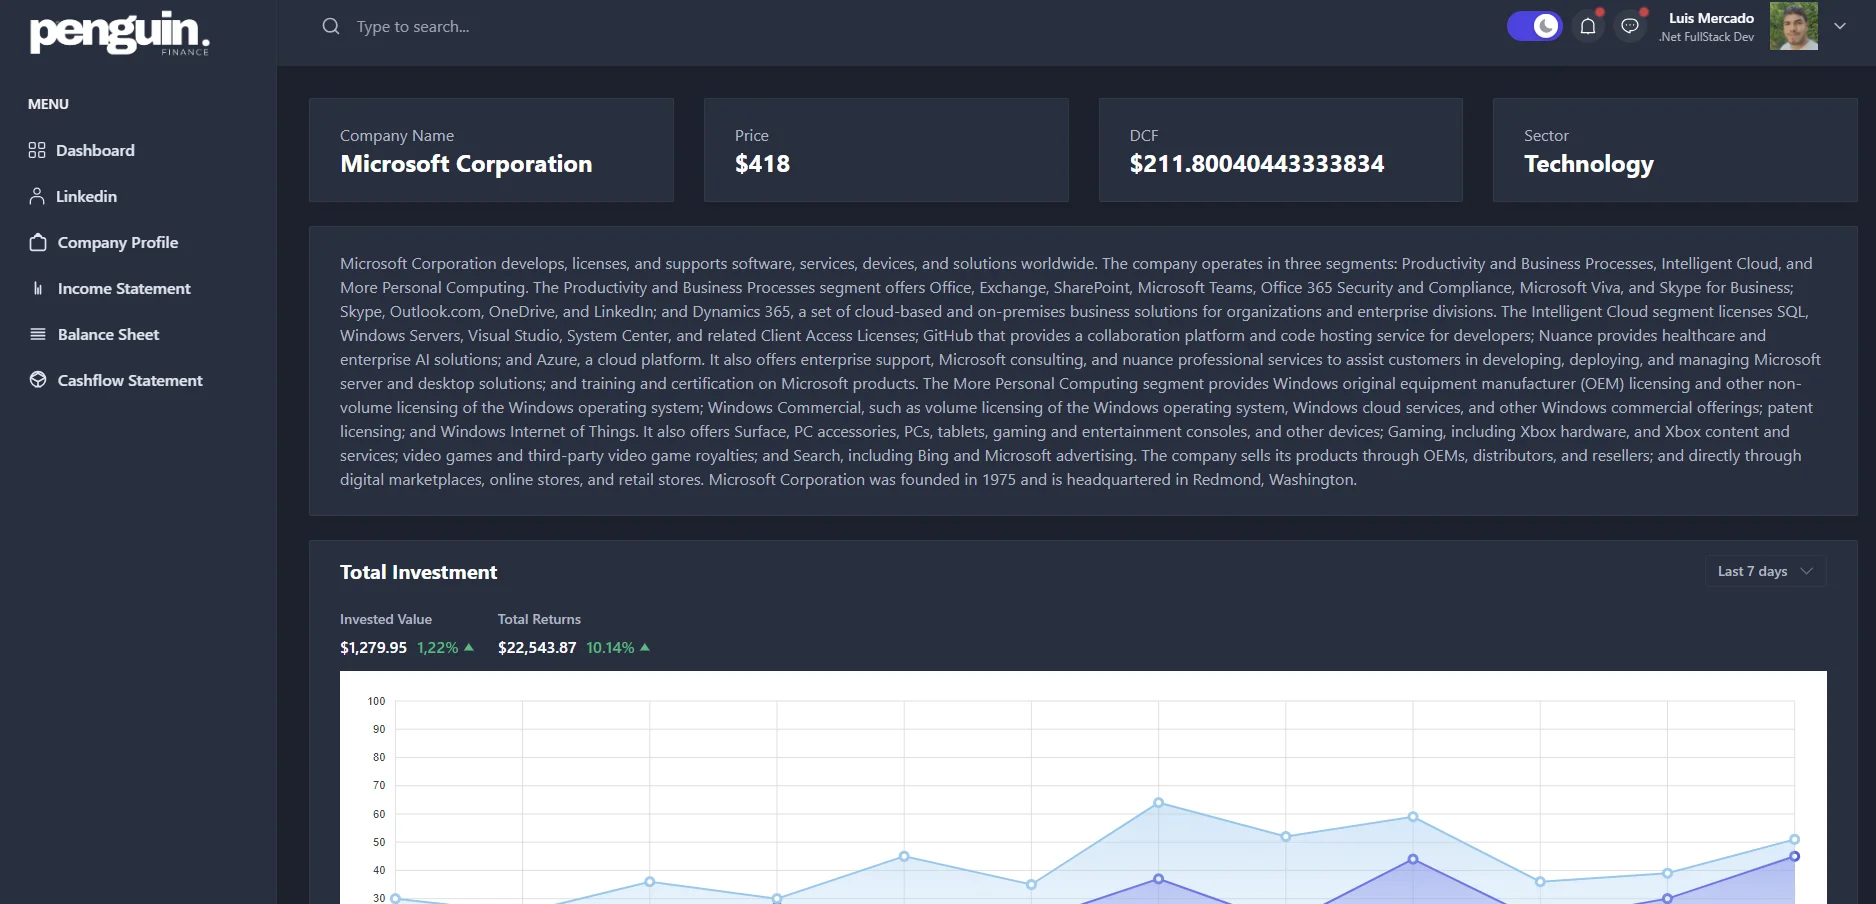 penguin.
FINANCE
Type to search...
Luis Mercado
.Net FullStack Dev
MENU
Dashboard
Linkedin
Company Profile
Income Statement
Balance Sheet
Cashflow Statement
Company Name
Microsoft Corporation
Price
$418
DCF
$211.80040443333834
Sector
Technology
Microsoft Corporation develops, licenses, and supports software, services, devices, and solutions worldwide. The company operates in three segments: Productivity and Business Processes, Intelligent Cloud, and
More Personal Computing. The Productivity and Business Processes segment offers Office, Exchange, SharePoint, Microsoft Teams, Office 365 Security and Compliance, Microsoft Viva, and Skype for Business;
Skype, Outlook.com, OneDrive, and LinkedIn; and Dynamics 365, a set of cloud-based and on-premises business solutions for organizations and enterprise divisions. The Intelligent Cloud segment licenses SQL,
Windows Servers, Visual Studio, System Center, and related Client Access Licenses; GitHub that provides a collaboration platform and code hosting service for developers; Nuance provides healthcare and
enterprise AI solutions; and Azure, a cloud platform. It also offers enterprise support, Microsoft consulting, and nuance professional services to assist customers in developing, deploying, and managing Microsoft
server and desktop solutions; and training and certification on Microsoft products. The More Personal Computing segment provides Windows original equipment manufacturer (OEM) licensing and other non-
volume licensing of the Windows operating system; Windows Commercial, such as volume licensing of the Windows operating system, Windows cloud services, and other Windows commercial offerings; patent
licensing; and Windows Internet of Things. It also offers Surface, PC accessories, PCs, tablets, gaming and entertainment consoles, and other devices; Gaming, including Xbox hardware, and Xbox content and
services; video games and third-party video game royalties; and Search, including Bing and Microsoft advertising. The company sells its products through OEMs, distributors, and resellers; and directly through
digital marketplaces, online stores, and retail stores. Microsoft Corporation was founded in 1975 and is headquartered in Redmond, Washington.
Total Investment
Last 7 days
Invested Value
$1,279.95 1,22%
Total Returns
$22,543.87 10.14%
100
90
80
70
60
50
40
30